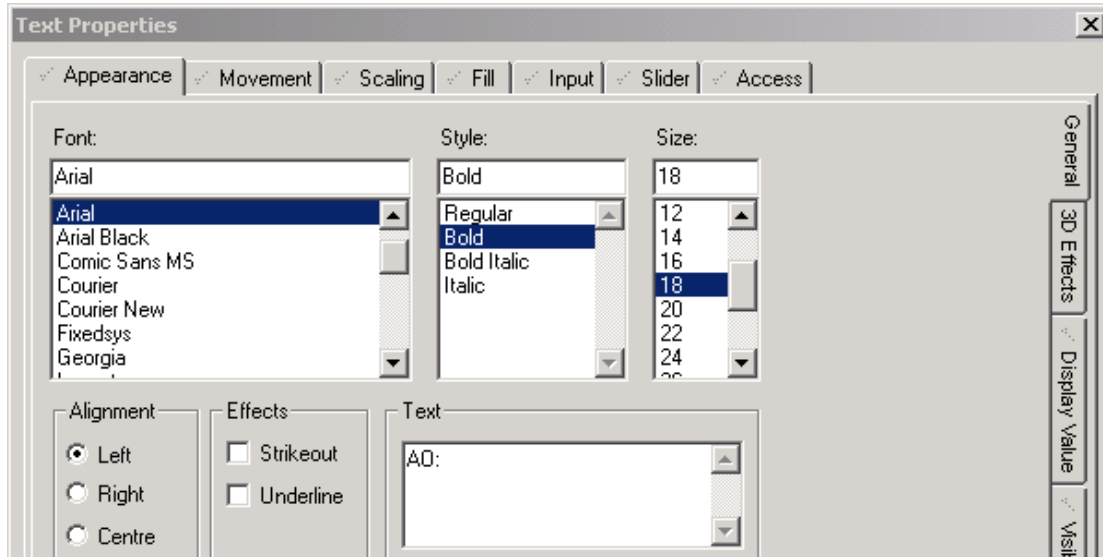 Text Properties
Appearance Movement Scaling Fill Input Slider Access
Font: Style: Size:
Arial Bold 18
Arial
Arial Black
Comic Sans MS
Courier
Courier New
Fixedsys
Georgia
Regular
Bold
Bold Italic
Italic
12
14
16
18
20
22
24
Alignment
Left
Right
Centre
Effects
Strikeout
Underline
Text
AO:
General
3D Effects
Display Value